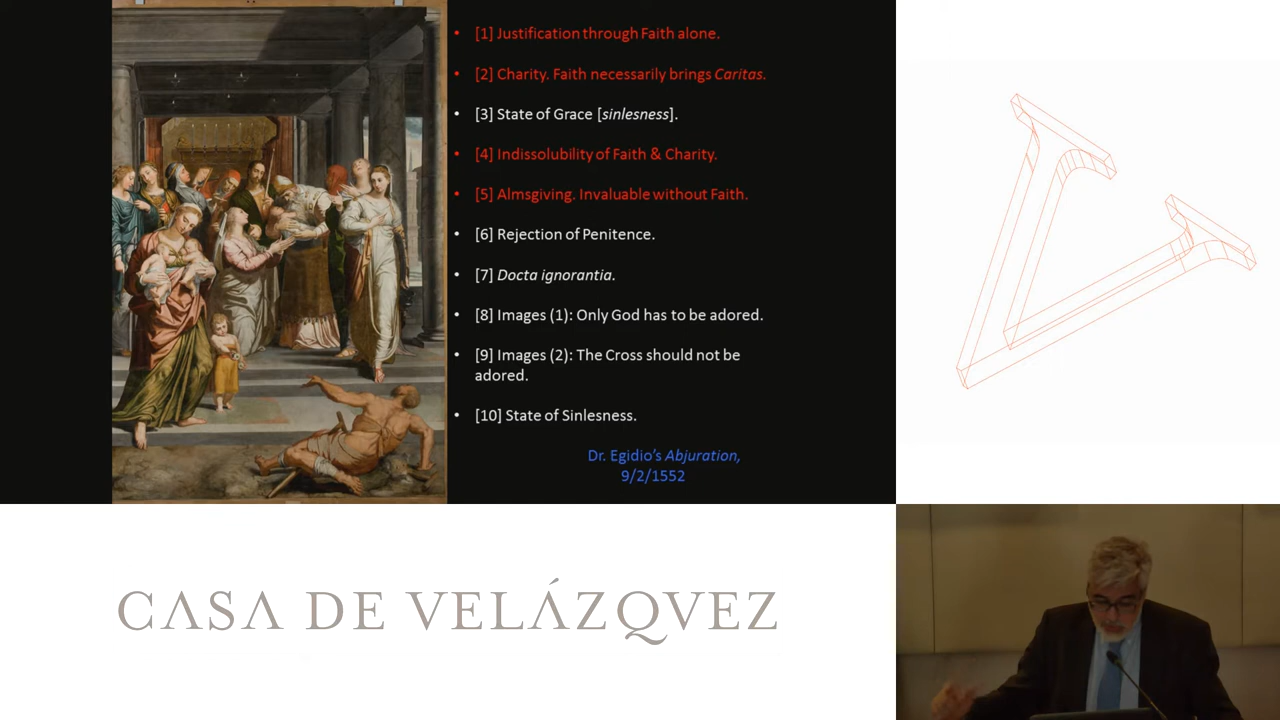 [1] Justification through Faith alone.
[2] Charity. Faith necessarily brings Caritas.
[3] State of Grace [sinlesness].
[4] Indissolubility of Faith & Charity.
[5] Almsgiving. Invaluable without Faith.
[6] Rejection of Penitence.
[7] Docta ignorantia.
[8] Images (1): Only God has to be adored.
[9] Images (2): The Cross should not be
adored.
[10] State of Sinlesness.
Dr. Egidio's Abjuration,
9/2/1552
CASA DE VELÁZQVEZ